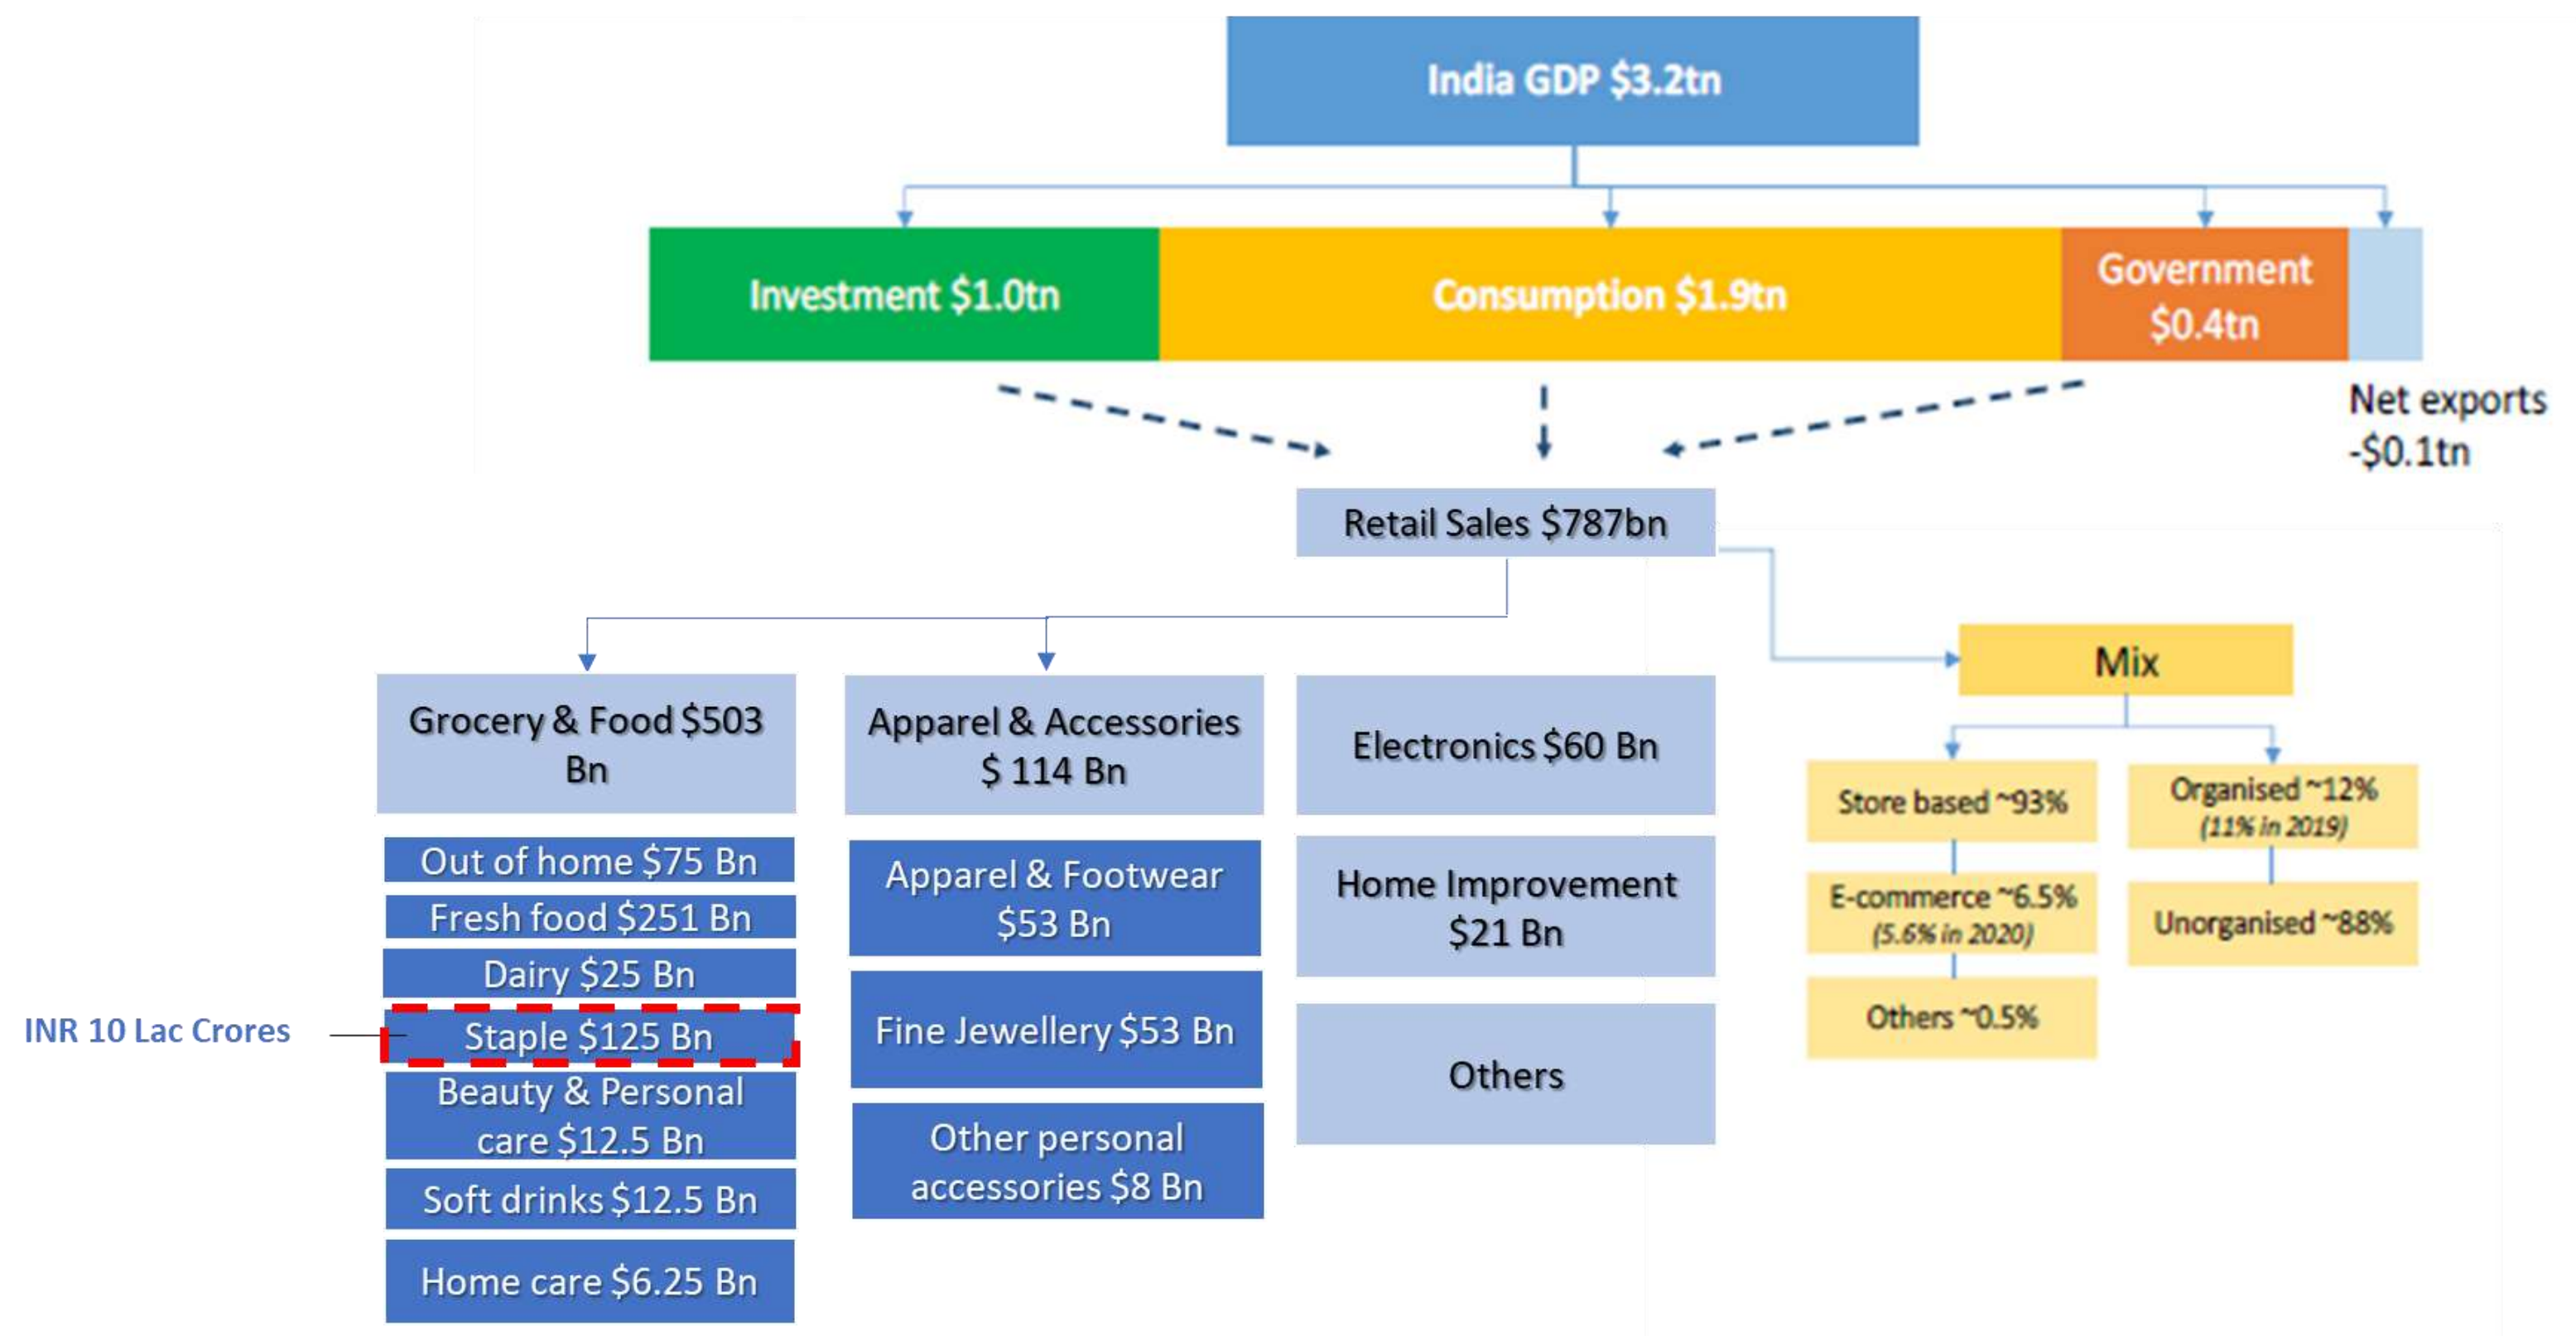 India GDP $3.2tn
Investment $1.0tn
Consumption $1.9tn
Government
$0.4tn
Net exports
-$0.1tn
Retail Sales $787bn
Grocery & Food $503
Bn
Out of home $75 Bn
Fresh food $251 Bn
Dairy $25 Bn
INR 10 Lac Crores
Staple $125 Bn
Beauty & Personal
care $12.5 Bn
Soft drinks $12.5 Bn
Home care $6.25 Bn
Apparel & Accessories
$ 114 Bn
Apparel & Footwear
$53 Bn
Fine Jewellery $53 Bn
Other personal
accessories $8 Bn
Electronics $60 Bn
Home Improvement
$21 Bn
Others
Mix
Store based ~93%
E-commerce ~6.5%
(5.6% in 2020)
Others ~0.5%
Organised ~12%
(11% in 2019)
Unorganised ~88%